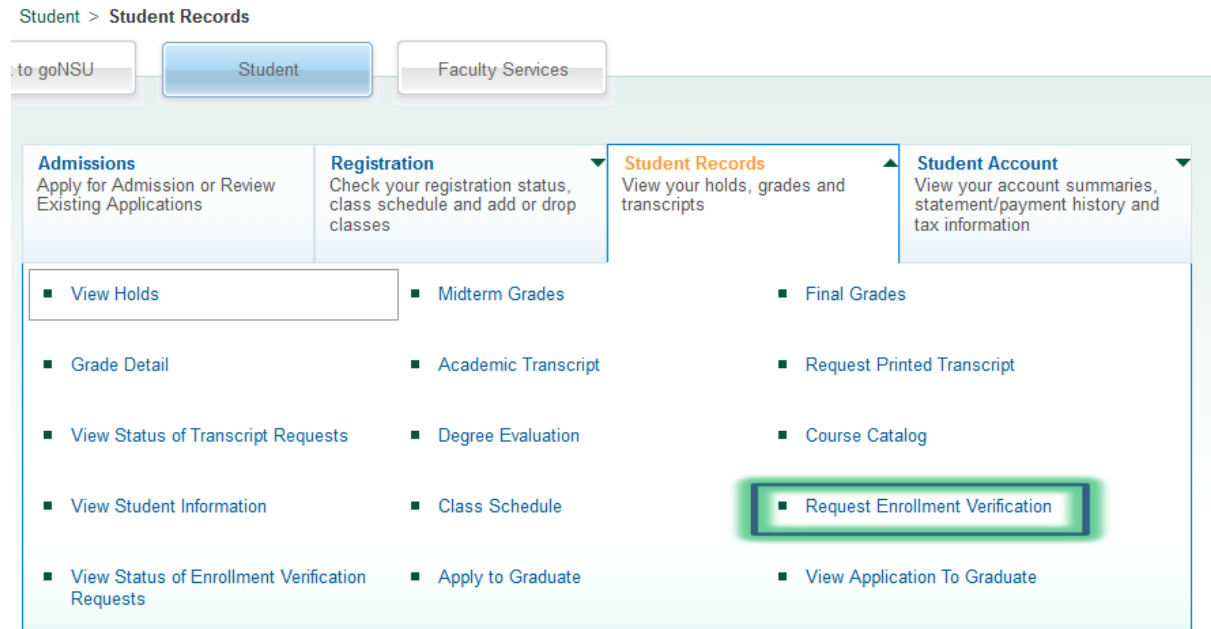 Student > Student Records
to goNSU
Student
Faculty Services
Admissions
Apply for Admission or Review
Existing Applications
Registration
Check your registration status,
class schedule and add or drop
classes
Student Records
View your holds, grades and
transcripts
Student Account
View your account summaries,
statement/payment history and
tax information
View Holds
Midterm Grades
Final Grades
Grade Detail
Academic Transcript
Request Printed Transcript
View Status of Transcript Requests
Degree Evaluation
Course Catalog
View Student Information
Class Schedule
Request Enrollment Verification
View Status of Enrollment Verification
Requests
Apply to Graduate
View Application To Graduate